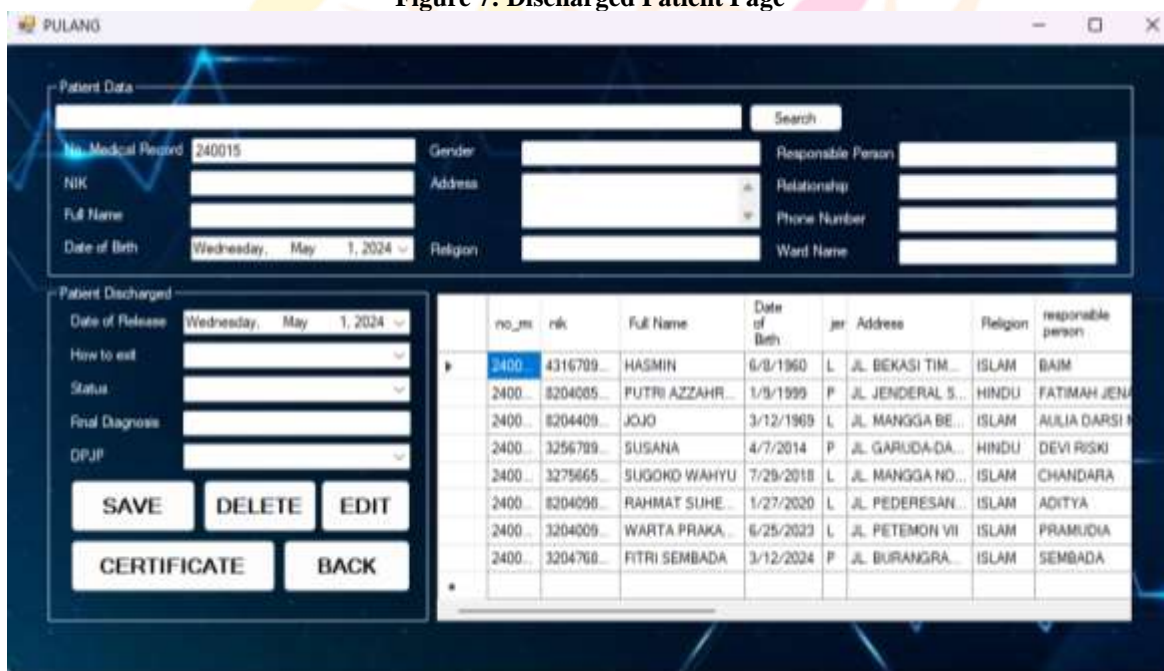 Figure 7. Discharged Patient Page
PULANG
Patient Data
Search
No. Medical Record 240015
NIK
Full Name
Date of Birth Wednesday, May 1, 2024
Gender
Address
Religion
Responsible Person
Relationship
Phone Number
Ward Name
Patient Discharged
Date of Release Wednesday, May 1, 2024
How to exit
Status
Final Diagnosis
DPJP
SAVE DELETE EDIT
CERTIFICATE BACK
nik Full Name Date of Birth jer Address Religion responsible person
2400... 4316789... HASMIN 6/8/1960 L JL. BEKASI TIM... ISLAM BAIM
2400... 8204085... PUTRI AZZAHR... 1/9/1999 P JL. JENDERAL S... HINDU FATIMAH JENA
2400... 8204409... JOJO 3/12/1969 L JL. MANGGA BE... ISLAM AULIA DARSI
2400... 3256789... SUSANA 4/7/2014 P JL. GARUDA-DA... HINDU DEVI RISKI
2400... 3275665... SUGOKO WAHYU 7/29/2018 L JL. MANGGA NO... ISLAM CHANDARA
2400... 8204098... RAHMAT SUHE... 1/27/2020 L JL. PEDERESAN... ISLAM ADITYA
2400... 3204009... WARTA PRAKA... 6/25/2023 L JL. PETEMON VII ISLAM PRAMUDIA
2400... 3204768... FITRI SEMBADA 3/12/2024 P JL. BURANGRA... ISLAM SEMBADA